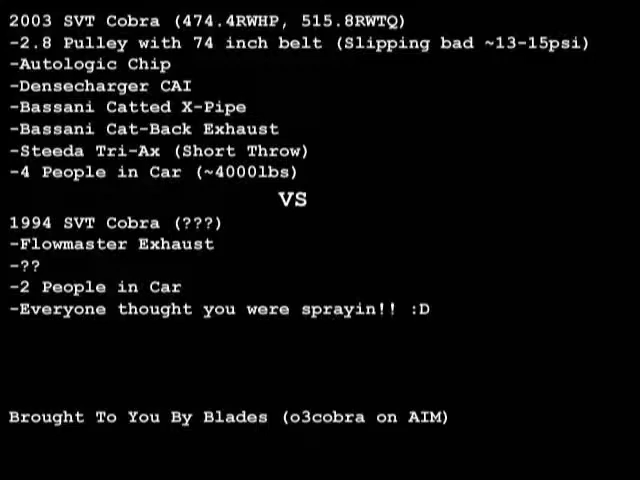 2003 SVT Cobra (474.4RWHP, 515.8RWTQ)
-2.8 Pulley with 74 inch belt (Slipping bad ~13-15psi)
-Autologic Chip
-Densecharger CAI
-Bassani Catted X-Pipe
-Bassani Cat-Back Exhaust
-Steeda Tri-Ax (Short Throw)
-4 People in Car (~4000lbs)
VS
1994 SVT Cobra (???)
-Flowmaster Exhaust
-??
-2 People in Car
-Everyone thought you were sprayin!! :D
Brought To You By Blades (o3cobra on AIM)